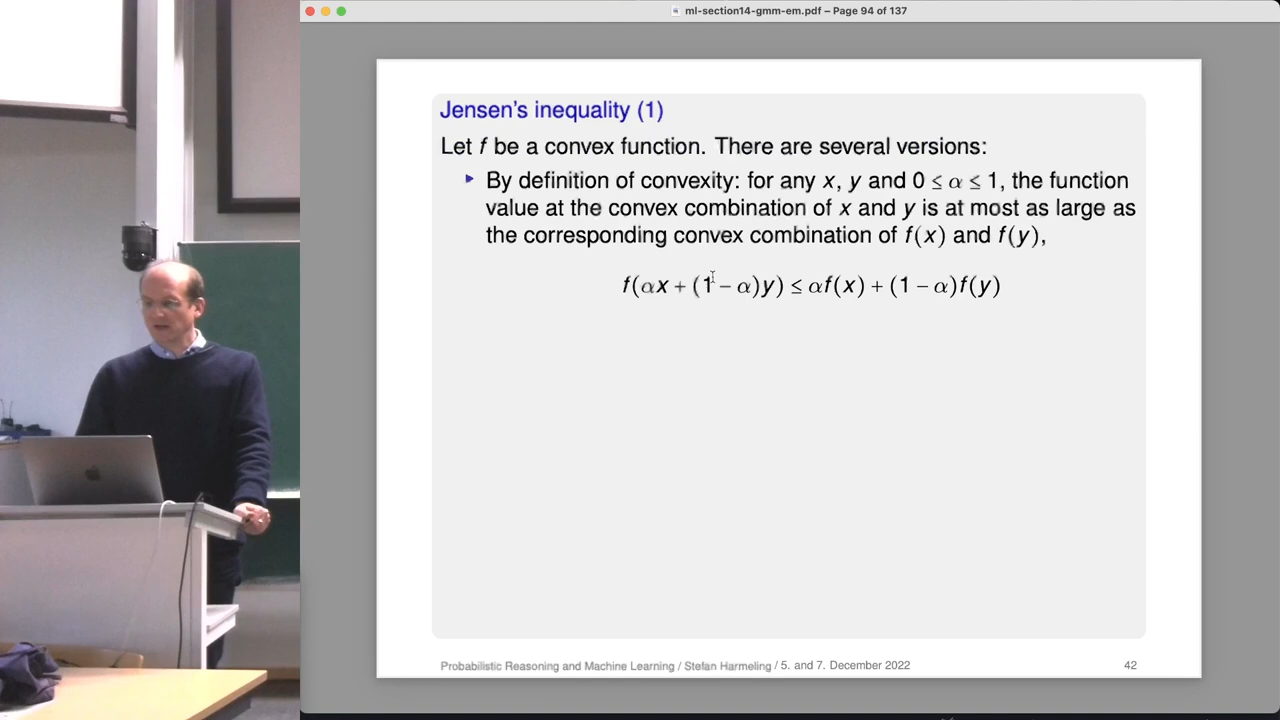 ml-section14-gmm-em.pdf – Page 94 of 137
Jensen's inequality (1)
Let f be a convex function. There are several versions:
▸ By definition of convexity: for any x, y and 0 ≤ α ≤ 1, the function
value at the convex combination of x and y is at most as large as
the corresponding convex combination of f(x) and f(y),
f(αx + (1 − α)y) ≤ αf(x) + (1 − α)f(y)
Probabilistic Reasoning and Machine Learning / Stefan Harmeling / 5. and 7. December 2022
42